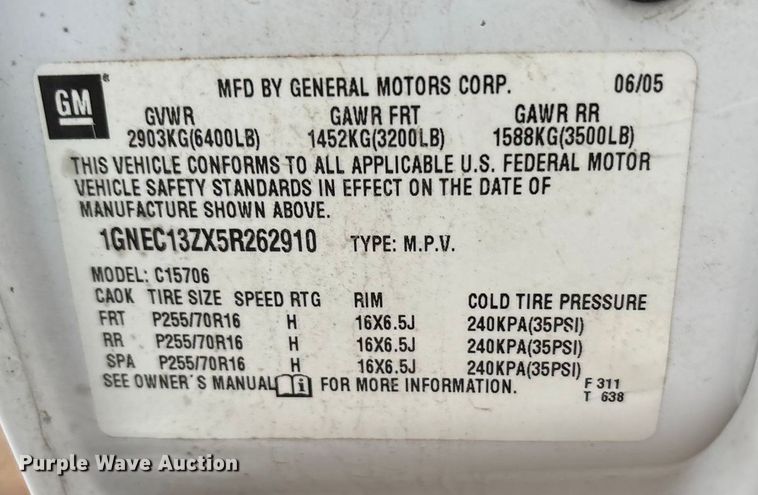 GM ®
MFD BY GENERAL MOTORS CORP. 06/05
GVWR GAWR FRT GAWR RR
2903KG(6400LB) 1452KG(3200LB) 1588KG(3500LB)
THIS VEHICLE CONFORMS TO ALL APPLICABLE U.S. FEDERAL MOTOR
VEHICLE SAFETY STANDARDS IN EFFECT ON THE DATE OF
MANUFACTURE SHOWN ABOVE.
1GNEC13ZX5R262910 TYPE: M.P.V.
MODEL: C15706
CAOK TIRE SIZE SPEED RTG RIM COLD TIRE PRESSURE
FRT P255/70R16 H 16X6.5J 240KPA(35PSI)
RR P255/70R16 H 16X6.5J 240KPA(35PSI)
SPA P255/70R16 H 16X6.5J 240KPA(35PSI)
SEE OWNER'S MANUAL i FOR MORE INFORMATION. F 311
T 638
Purple Wave Auction